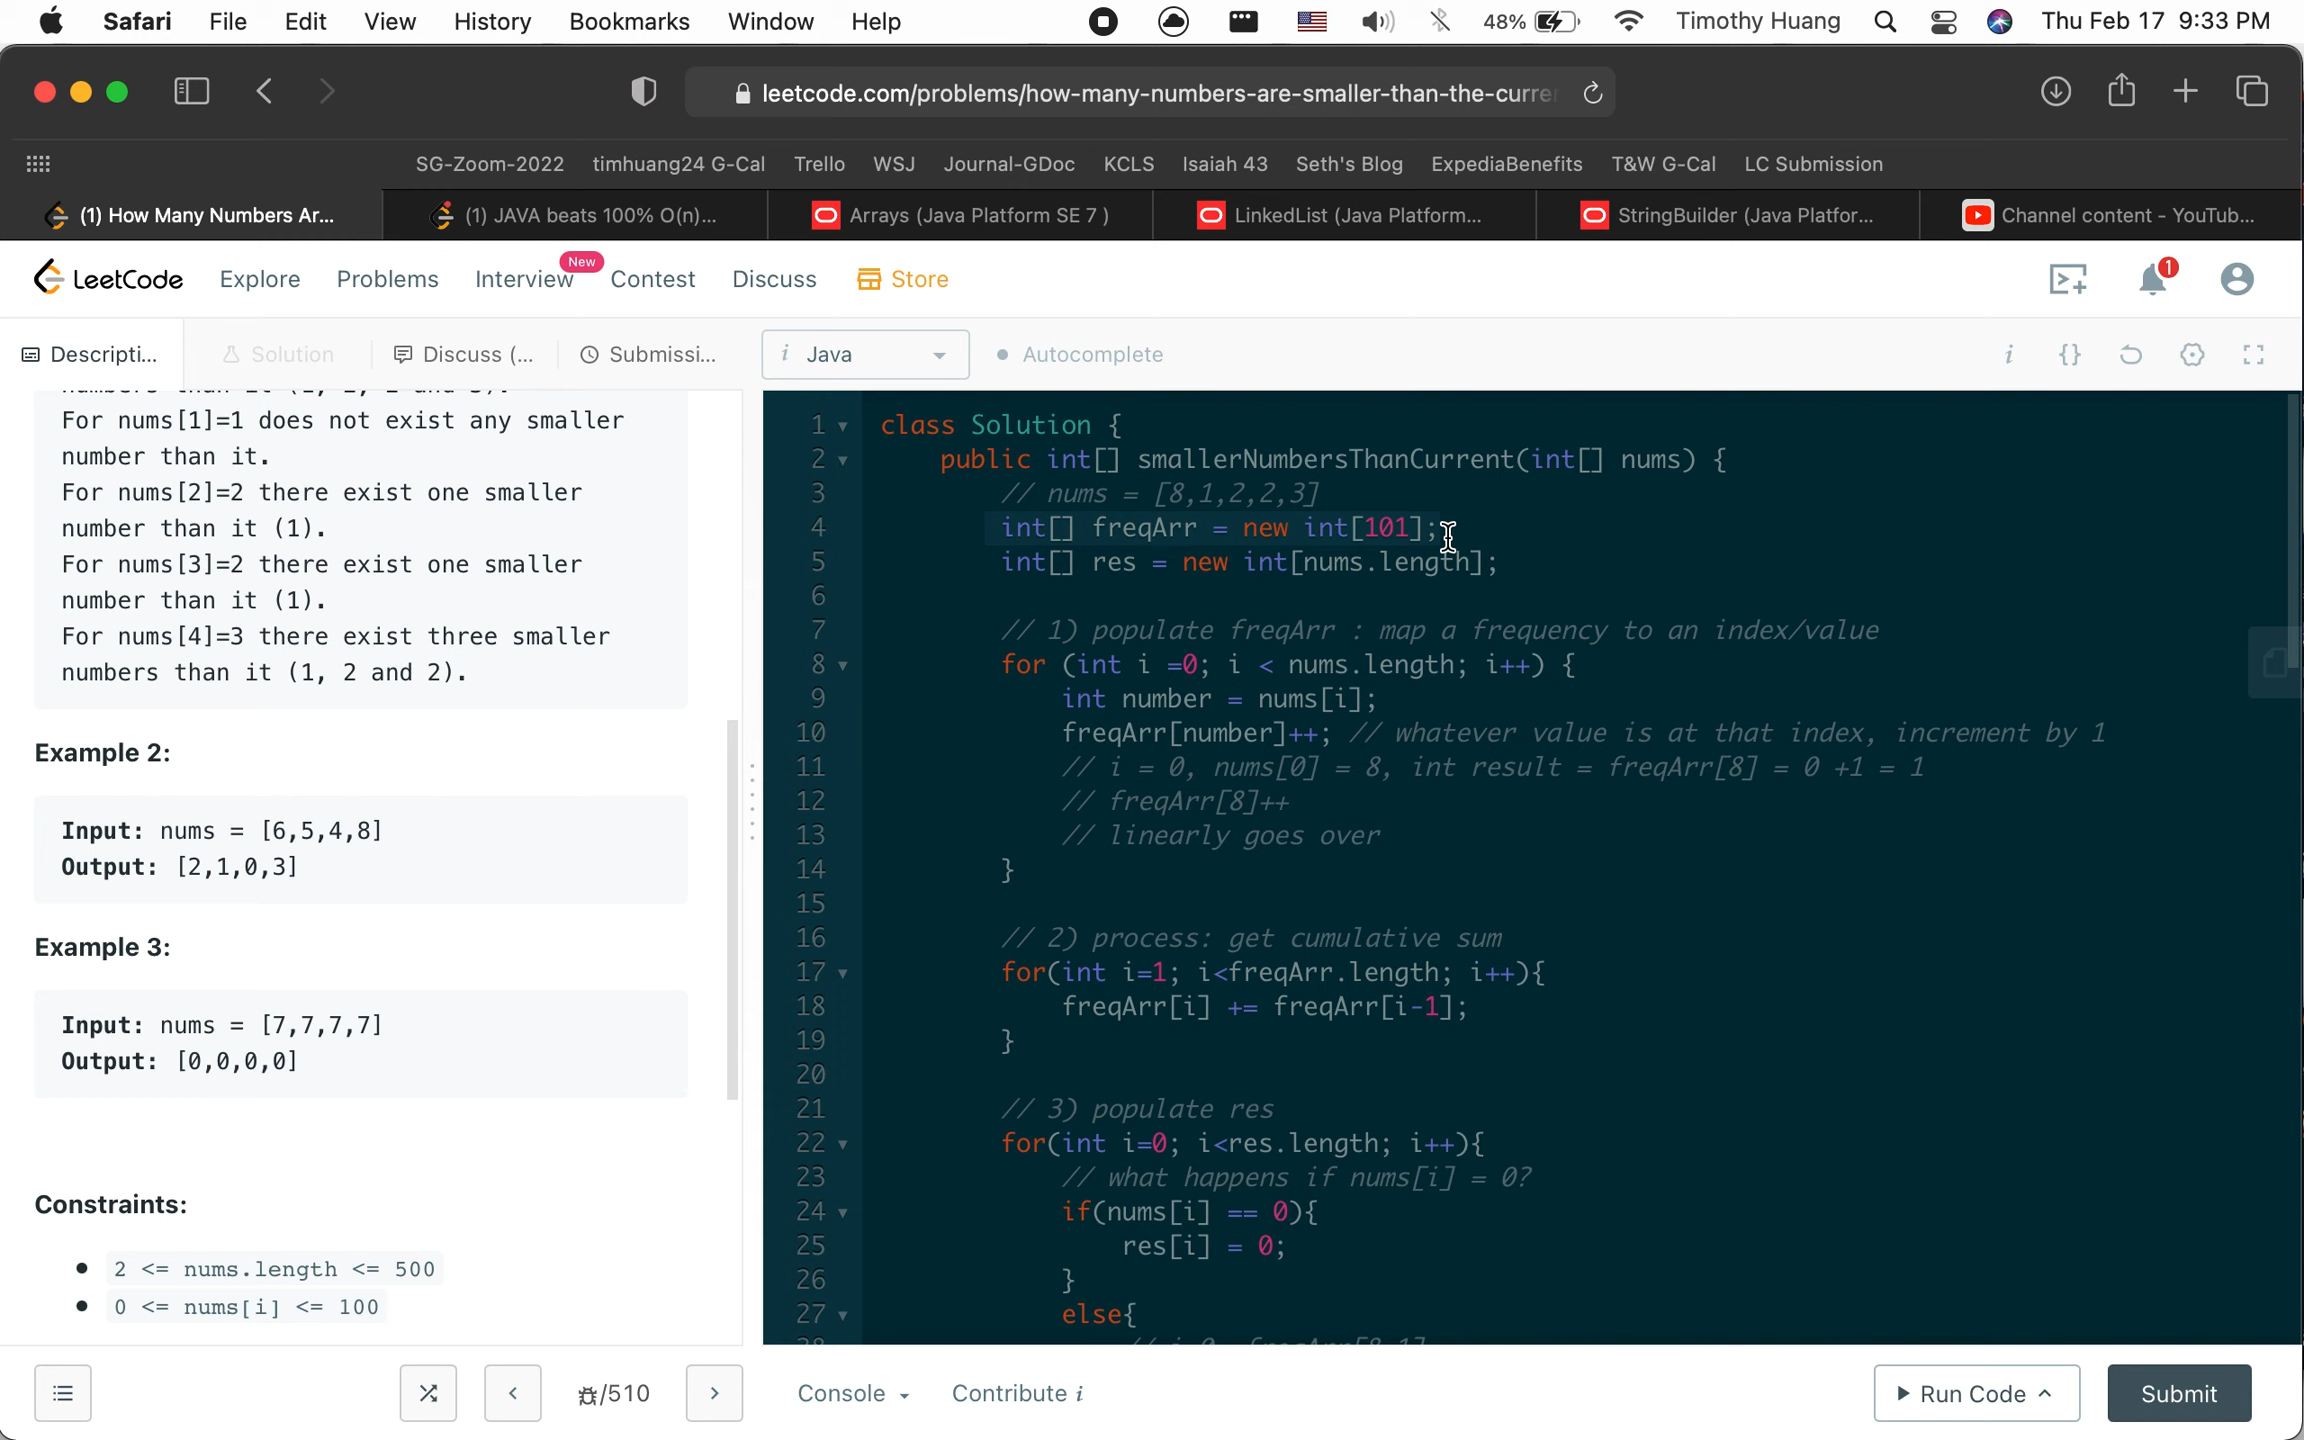 Safari File Edit View History Bookmarks Window Help 48% Timothy Huang Thu Feb 17 9:33 PM
leetcode.com/problems/how-many-numbers-are-smaller-than-the-curre
SG-Zoom-2022 timhuang24 G-Cal Trello WSJ Journal-GDoc KCLS Isaiah 43 Seth's Blog ExpediaBenefits T&W G-Cal LC Submission
(1) How Many Numbers Ar... (1) JAVA beats 100% O(n)... Arrays (Java Platform SE 7 ) LinkedList (Java Platform... StringBuilder (Java Platfor... Channel content - YouTub...
LeetCode Explore Problems Interview New Contest Discuss Store 1
Descripti... Solution Discuss (... Submissi... i Java Autocomplete i {}
For nums[1]=1 does not exist any smaller
number than it.
For nums[2]=2 there exist one smaller
number than it (1).
For nums[3]=2 there exist one smaller
number than it (1).
For nums[4]=3 there exist three smaller
numbers than it (1, 2 and 2).
Example 2:
Input: nums = [6,5,4,8]
Output: [2,1,0,3]
Example 3:
Input: nums = [7,7,7,7]
Output: [0,0,0,0]
Constraints:
2 <= nums.length <= 500
0 <= nums[i] <= 100
1 class Solution {
2 public int[] smallerNumbersThanCurrent(int[] nums) {
3 // nums = [8,1,2,2,3]
4 int[] freqArr = new int[101];
5 int[] res = new int[nums.length];
6
7 // 1) populate freqArr : map a frequency to an index/value
8 for (int i =0; i < nums.length; i++) {
9 int number = nums[i];
10 freqArr[number]++; // whatever value is at that index, increment by 1
11 // i = 0, nums[0] = 8, int result = freqArr[8] = 0 +1 = 1
12 // freqArr[8]++
13 // linearly goes over
14 }
15
16 // 2) process: get cumulative sum
17 for(int i=1; i<freqArr.length; i++){
18 freqArr[i] += freqArr[i-1];
19 }
20
21 // 3) populate res
22 for(int i=0; i<res.length; i++){
23 // what happens if nums[i] = 0?
24 if(nums[i] == 0){
25 res[i] = 0;
26 }
27 else{
/510 Console Contribute i Run Code Submit